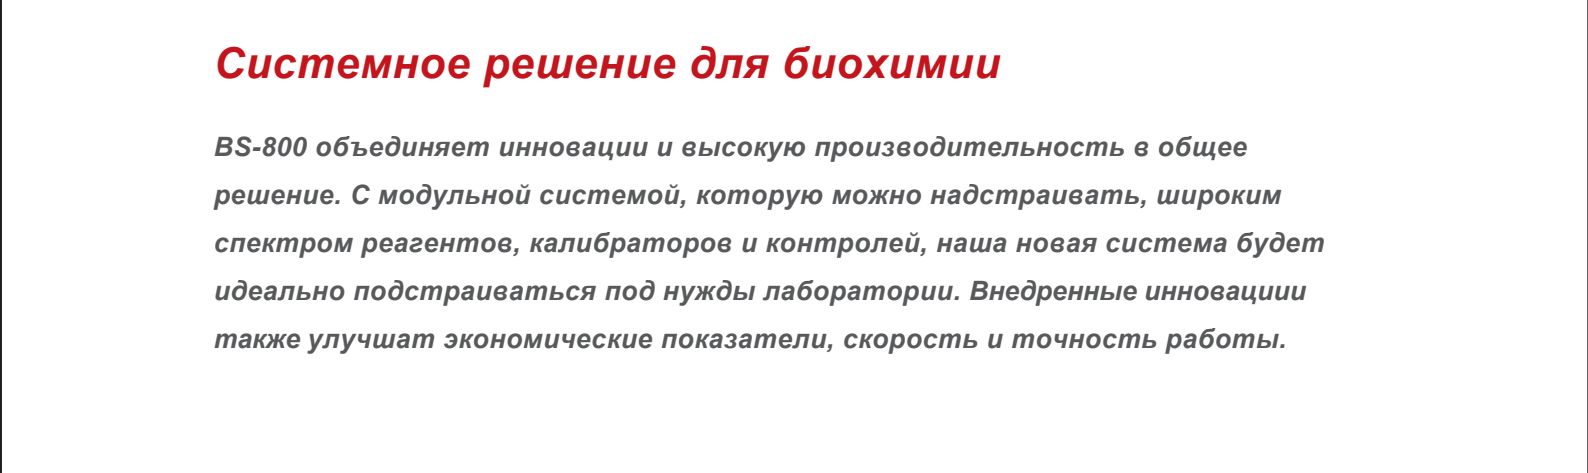 Системное решение для биохимии
BS-800 объединяет инновации и высокую производительность в общее
решение. С модульной системой, которую можно надстраивать, широким
спектром реагентов, калибраторов и контролей, наша новая система будет
идеально подстраиваться под нужды лаборатории. Внедренные инновациии
также улучшат экономические показатели, скорость и точность работы.